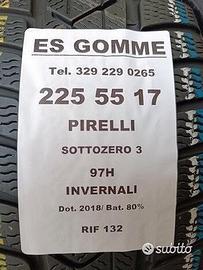 ES GOMME
Tel. 329 229 0265
225 55 17
PIRELLI
SOTTOZERO 3
97H
INVERNALI
Dot. 2018/ Bat. 80%
RIF 132
subito